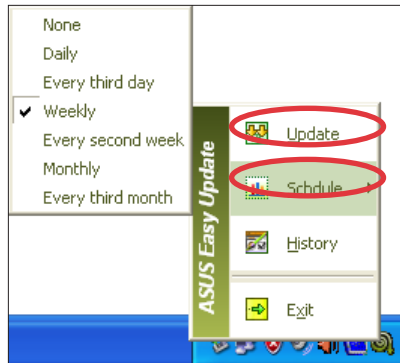 None
Daily
Every third day
Weekly
Every second week
Monthly
Every third month
ASUS Easy Update
Update
Schdule
History
Exit